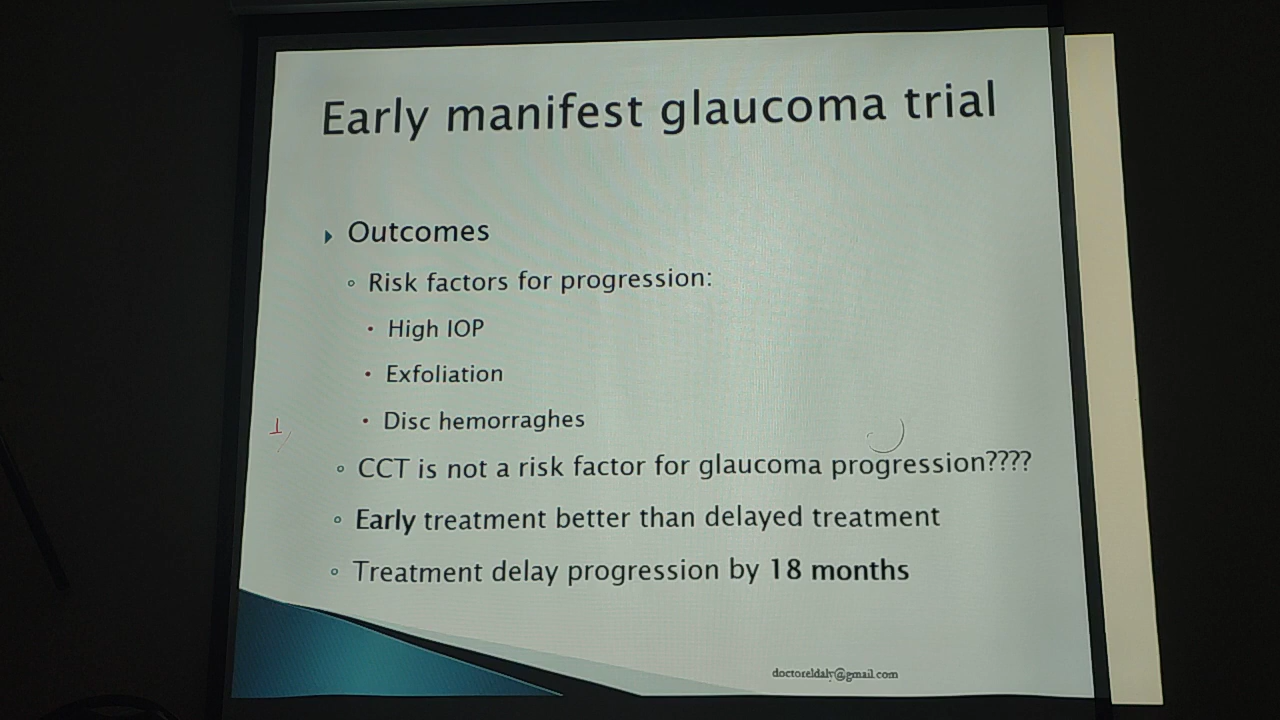 Early manifest glaucoma trial
Outcomes
Risk factors for progression:
High IOP
Exfoliation
Disc hemorraghes
CCT is not a risk factor for glaucoma progression????
Early treatment better than delayed treatment
Treatment delay progression by 18 months
doctoreldaly@gmail.com